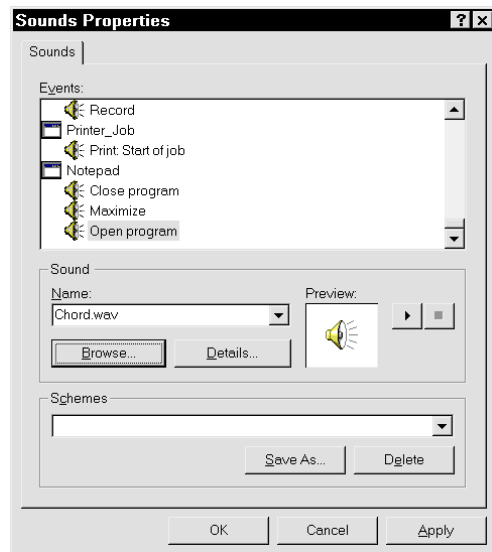 Sounds Properties
Sounds
Events:
Record
Printer_Job
Print: Start of job
Notepad
Close program
Maximize
Open program
Sound
Name:
Preview:
Chord.wav
Browse...
Details...
Schemes
Save As...
Delete
OK
Cancel
Apply